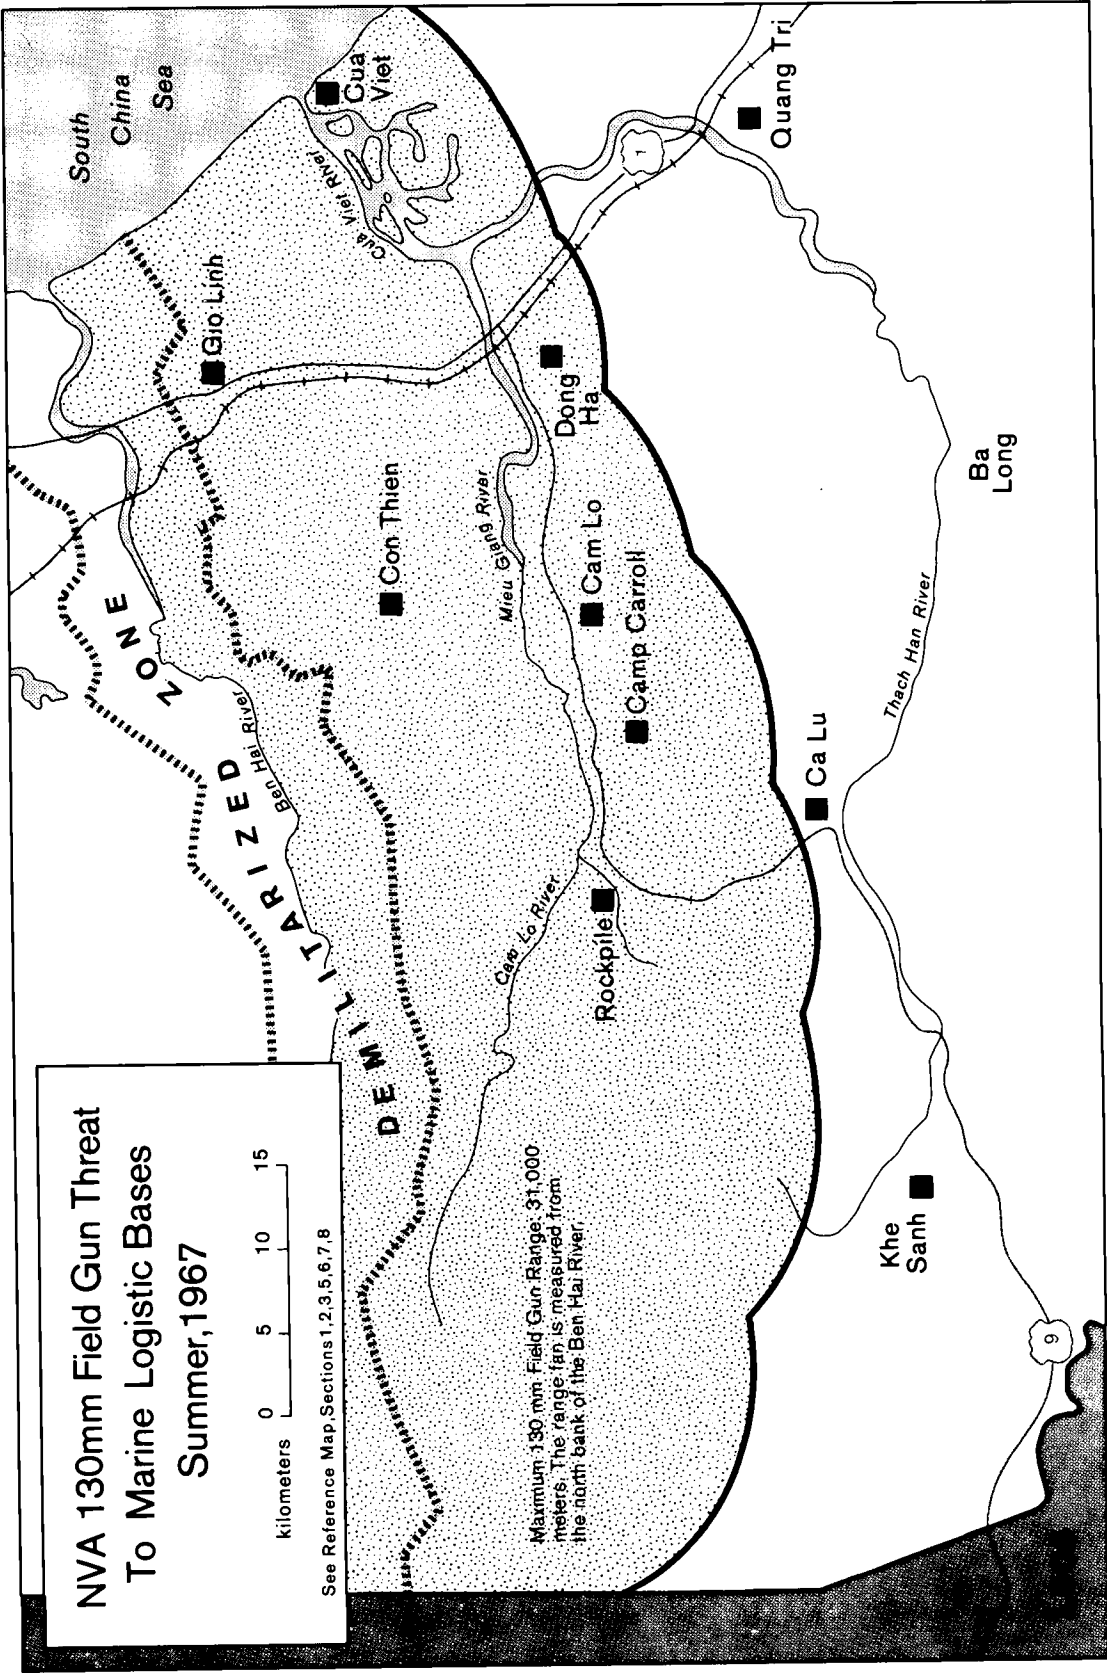 NVA 130mm Field Gun Threat
To Marine Logistic Bases
Summer,1967
kilometers 0 5 10 15
See Reference Map,Sections 1,2,3,5,6,7,8
South
China
Sea
DEMILITARIZED ZONE
Ben Hai River
Gio Linh
Cua
Viet
Cua Viet River
Con Thien
Mieu Giang River
Dong
Ha
Cam Lo
Camp Carroll
Cam Lo River
Rockpile
Quang Tri
1
Ca Lu
Thach Han River
Ba
Long
Khe
Sanh
9
Maximum 130 mm Field Gun Range: 31,000
meters. The range fan is measured from
the north bank of the Ben Hai River.